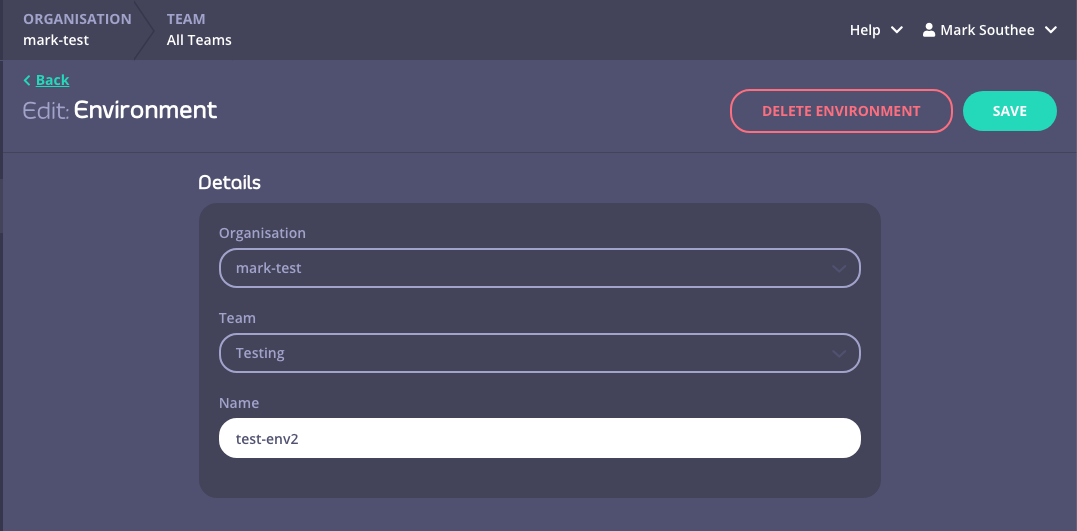 ORGANISATION
mark-test
TEAM
All Teams
Help
Mark Southee
Back
Edit: Environment
DELETE ENVIRONMENT
SAVE
Details
Organisation
mark-test
Team
Testing
Name
test-env2